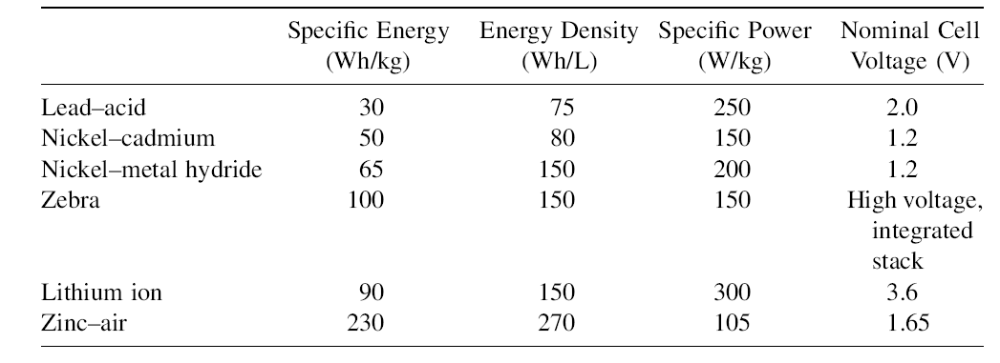 Specific Energy Energy Density Specific Power Nominal Cell
(Wh/kg) (Wh/L) (W/kg) Voltage (V)
Lead–acid 30 75 250 2.0
Nickel–cadmium 50 80 150 1.2
Nickel–metal hydride 65 150 200 1.2
Zebra 100 150 150 High voltage,
integrated
stack
Lithium ion 90 150 300 3.6
Zinc–air 230 270 105 1.65